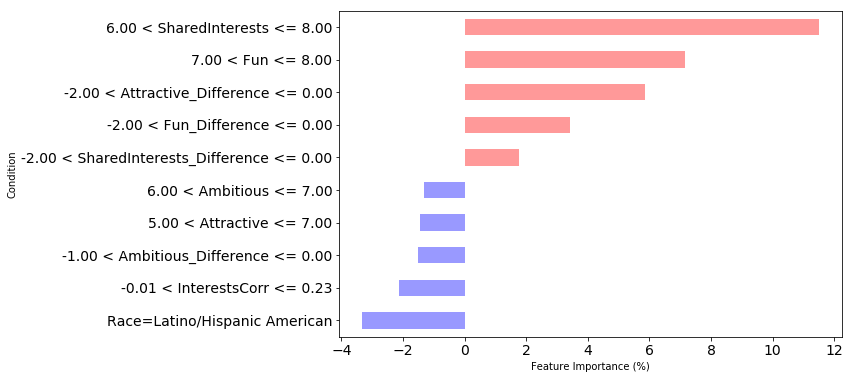 6.00 < SharedInterests <= 8.00
7.00 < Fun <= 8.00
-2.00 < Attractive_Difference <= 0.00
-2.00 < Fun_Difference <= 0.00
-2.00 < SharedInterests_Difference <= 0.00
6.00 < Ambitious <= 7.00
5.00 < Attractive <= 7.00
-1.00 < Ambitious_Difference <= 0.00
-0.01 < InterestsCorr <= 0.23
Race=Latino/Hispanic American
Condition
−4 −2 0 2 4 6 8 10 12
Feature Importance (%)